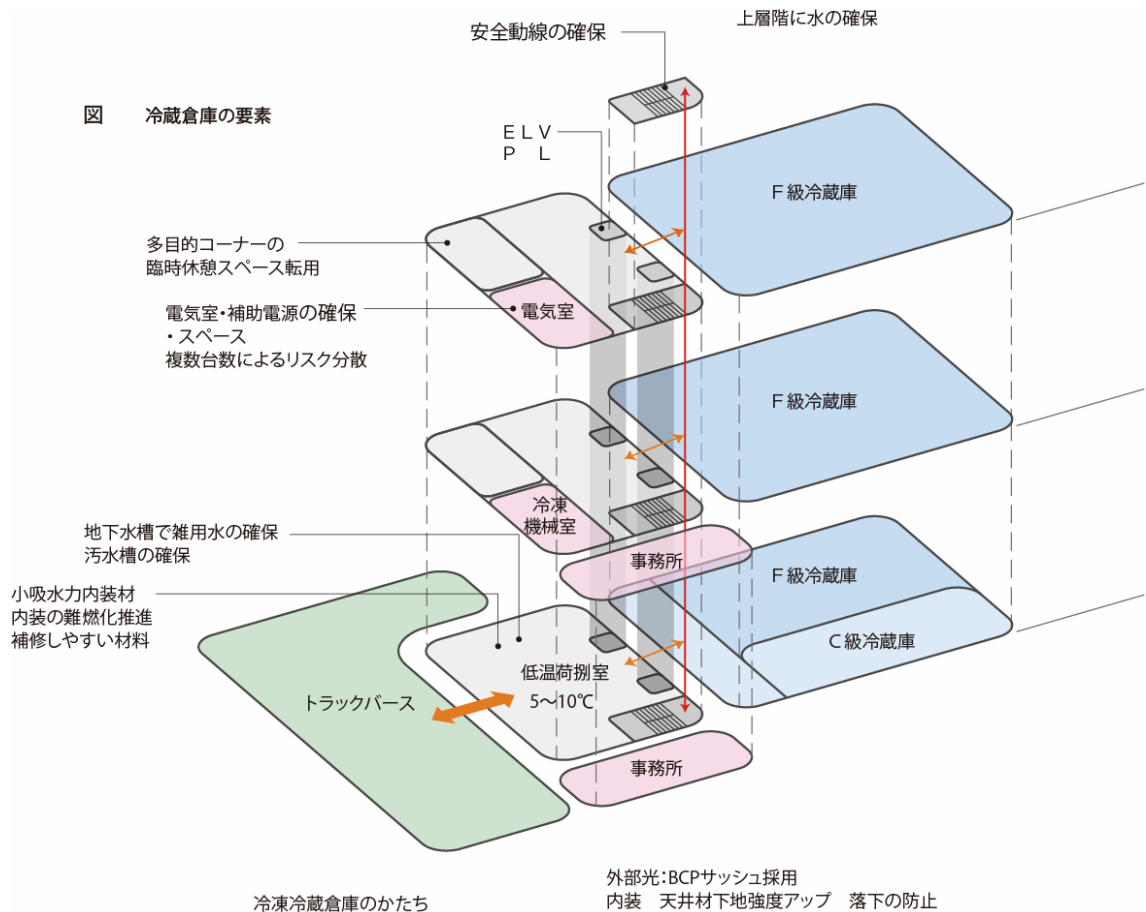 上層階に水の確保
安全動線の確保
図 冷蔵倉庫の要素
ＥＬＶ
Ｐ Ｌ
Ｆ級冷蔵庫
多目的コーナーの
臨時休憩スペース転用
電気室・補助電源の確保
・スペース
複数台数によるリスク分散
電気室
Ｆ級冷蔵庫
冷凍
機械室
地下水槽で雑用水の確保
汚水槽の確保
事務所
Ｆ級冷蔵庫
小吸水力内装材
内装の難燃化推進
補修しやすい材料
Ｃ級冷蔵庫
低温荷捌室
5〜10℃
トラックバース
事務所
外部光：BCPサッシュ採用
内装 天井材下地強度アップ 落下の防止
冷凍冷蔵倉庫のかたち